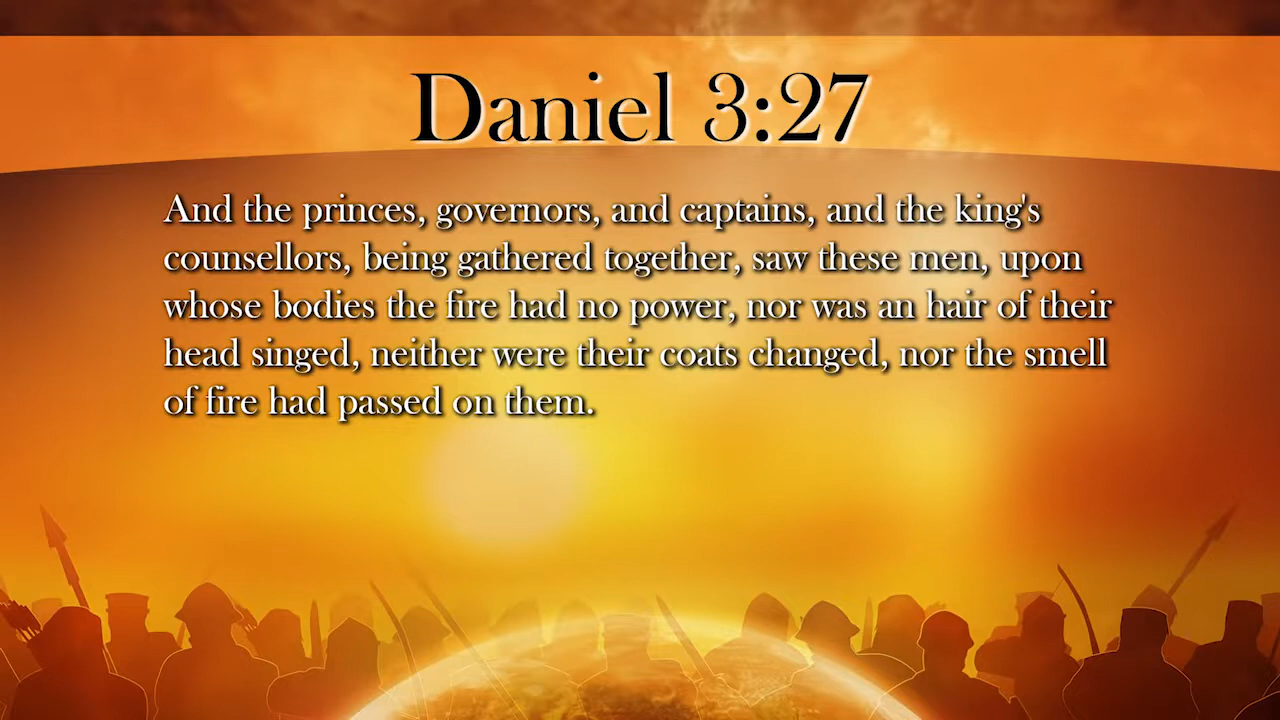 Daniel 3:27
And the princes, governors, and captains, and the king's
counsellors, being gathered together, saw these men, upon
whose bodies the fire had no power, nor was an hair of their
head singed, neither were their coats changed, nor the smell
of fire had passed on them.